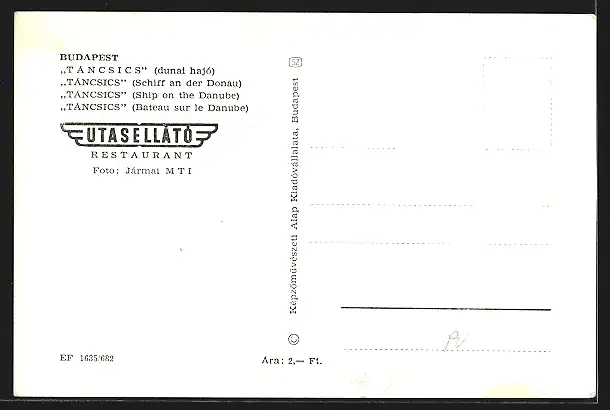 BUDAPEST
„TÁNCSICS” (dunai hajó)
„TÁNCSICS” (Schiff an der Donau)
„TÁNCSICS” (Ship on the Danube)
„TÁNCSICS” (Bateau sur le Danube)
UTASELLÁTÓ
RESTAURANT
Foto: Jármai MTI
EF 1635/682
Ára: 2,— Ft.
© Képzőművészeti Alap Kiadóvállalata, Budapest